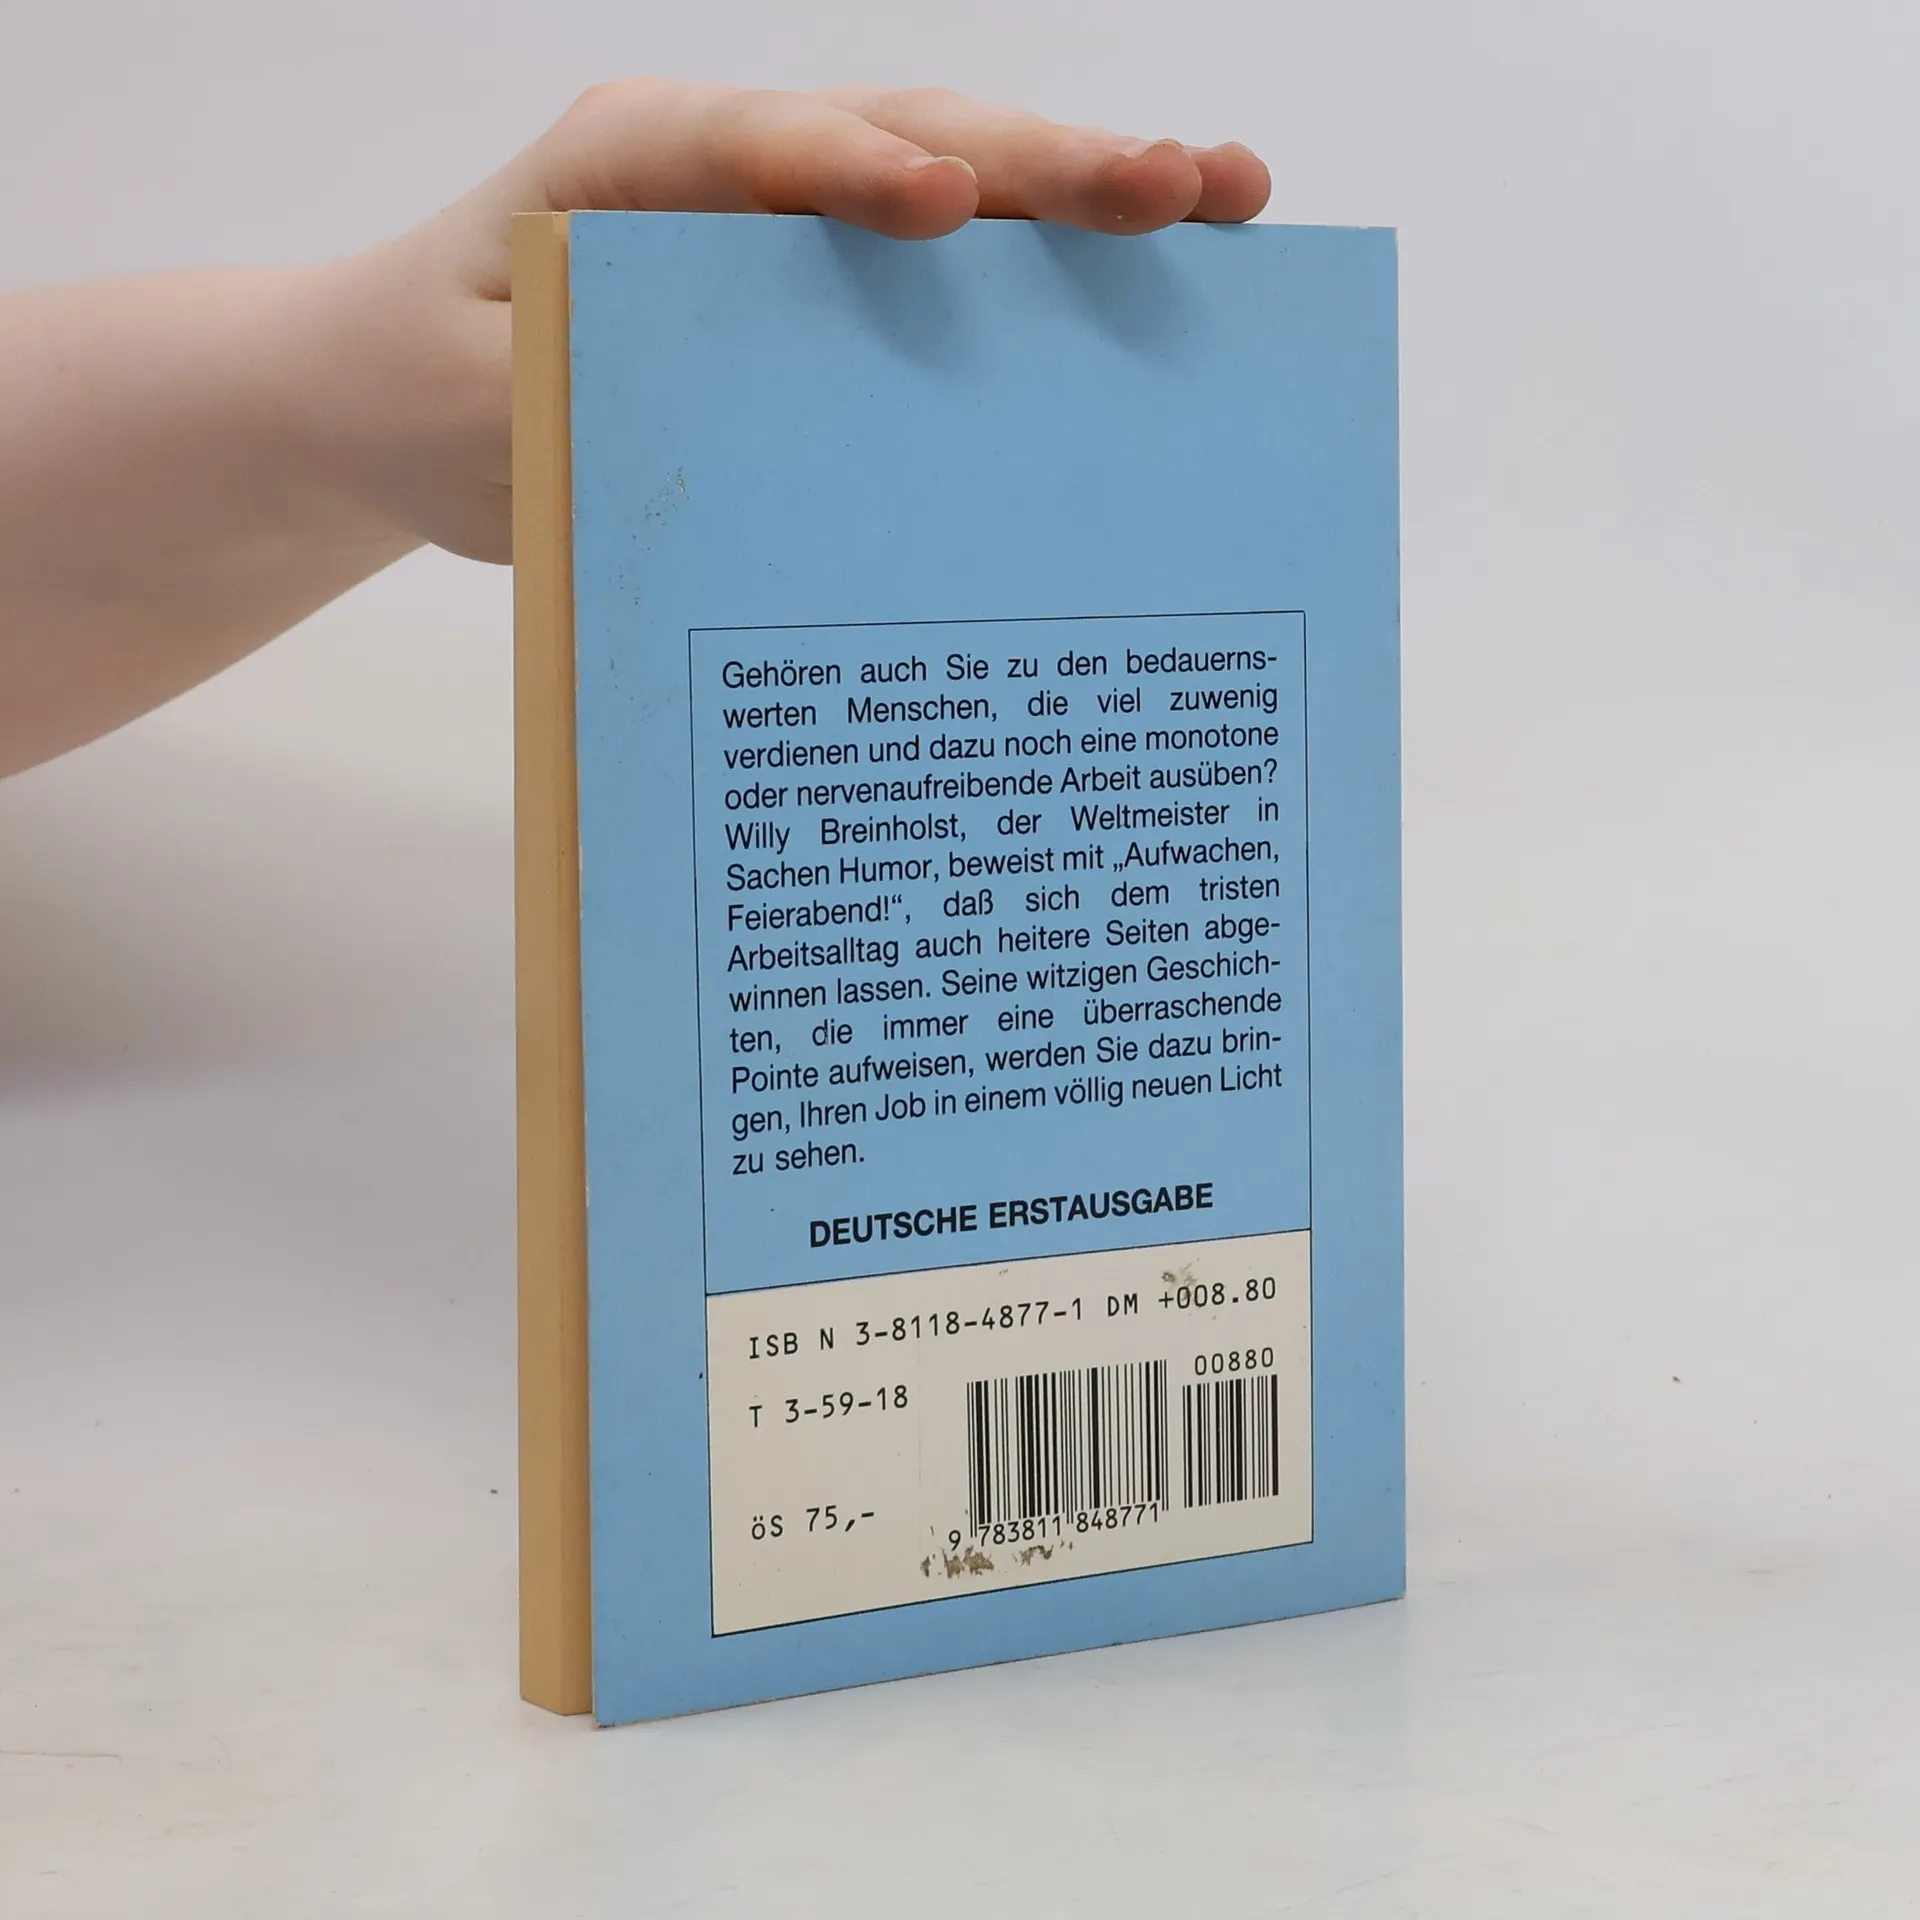 Gehören auch Sie zu den bedauerns-
werten Menschen, die viel zuwenig
verdienen und dazu noch eine monotone
oder nervenaufreibende Arbeit ausüben?
Willy Breinholst, der Weltmeister in
Sachen Humor, beweist mit „Aufwachen,
Feierabend!“, daß sich dem tristen
Arbeitsalltag auch heitere Seiten abge-
winnen lassen. Seine witzigen Geschich-
ten, die immer eine überraschende
Pointe aufweisen, werden Sie dazu brin-
gen, Ihren Job in einem völlig neuen Licht
zu sehen.
DEUTSCHE ERSTAUSGABE
ISB N 3-8118-4877-1 DM +008.80
00880
T 3-59-18
öS 75,-
9 783811 848771